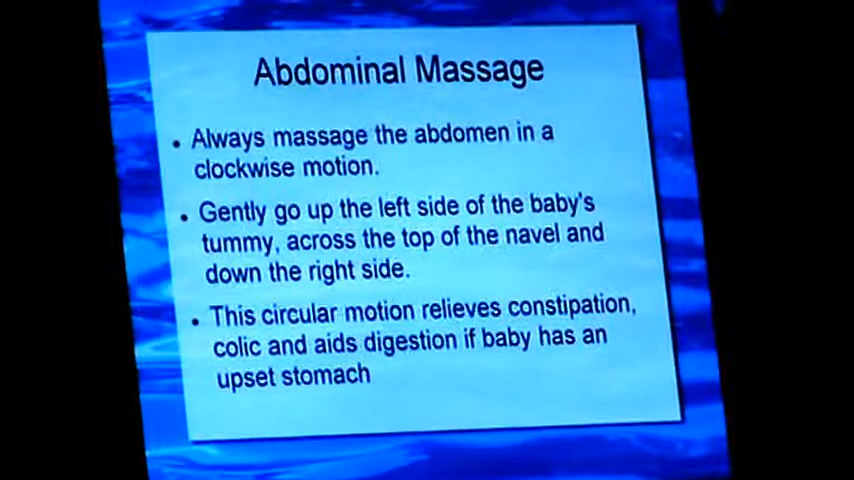 Abdominal Massage
• Always massage the abdomen in a
clockwise motion.
• Gently go up the left side of the baby's
tummy, across the top of the navel and
down the right side.
• This circular motion relieves constipation,
colic and aids digestion if baby has an
upset stomach